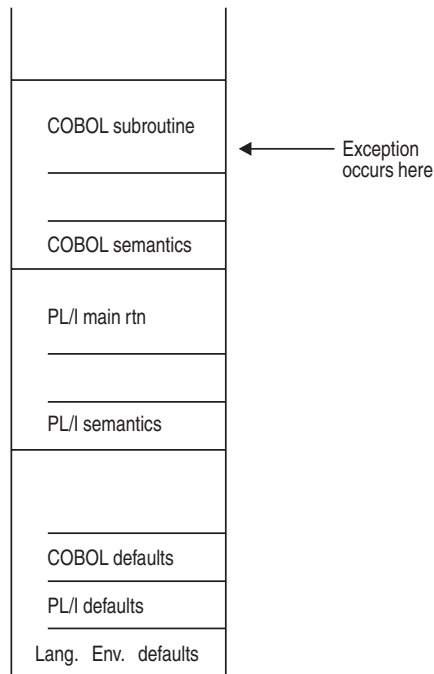 COBOL subroutine
Exception
occurs here
COBOL semantics
PL/I main rtn
PL/I semantics
COBOL defaults
PL/I defaults
Lang. Env. defaults